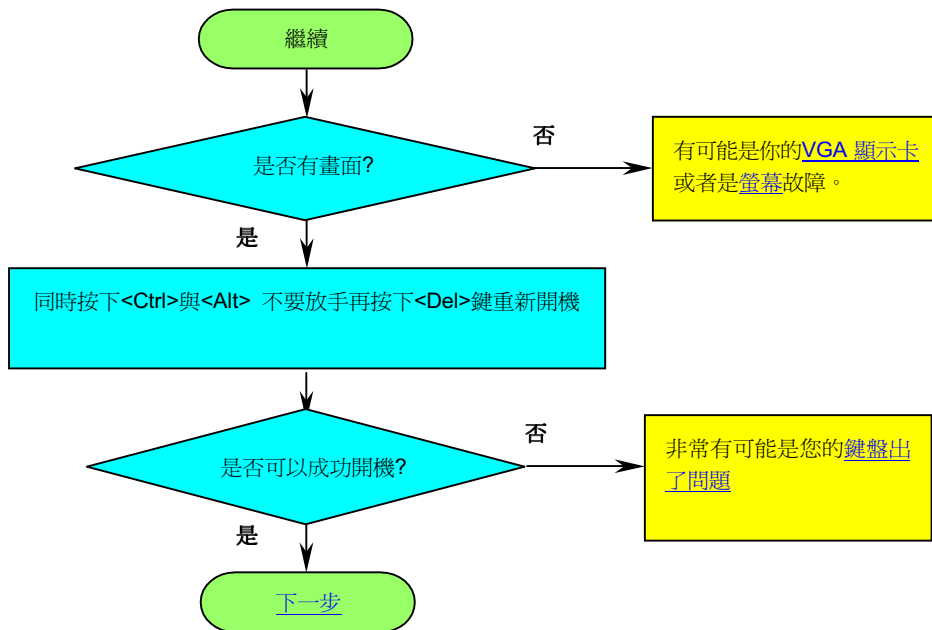 繼續
是否有畫面?
否
有可能是你的VGA 顯示卡
或者是螢幕故障。
是
同時按下<Ctrl>與<Alt> 不要放手再按下<Del>鍵重新開機
是否可以成功開機?
否
非常有可能是您的鍵盤出
了問題
是
下一步